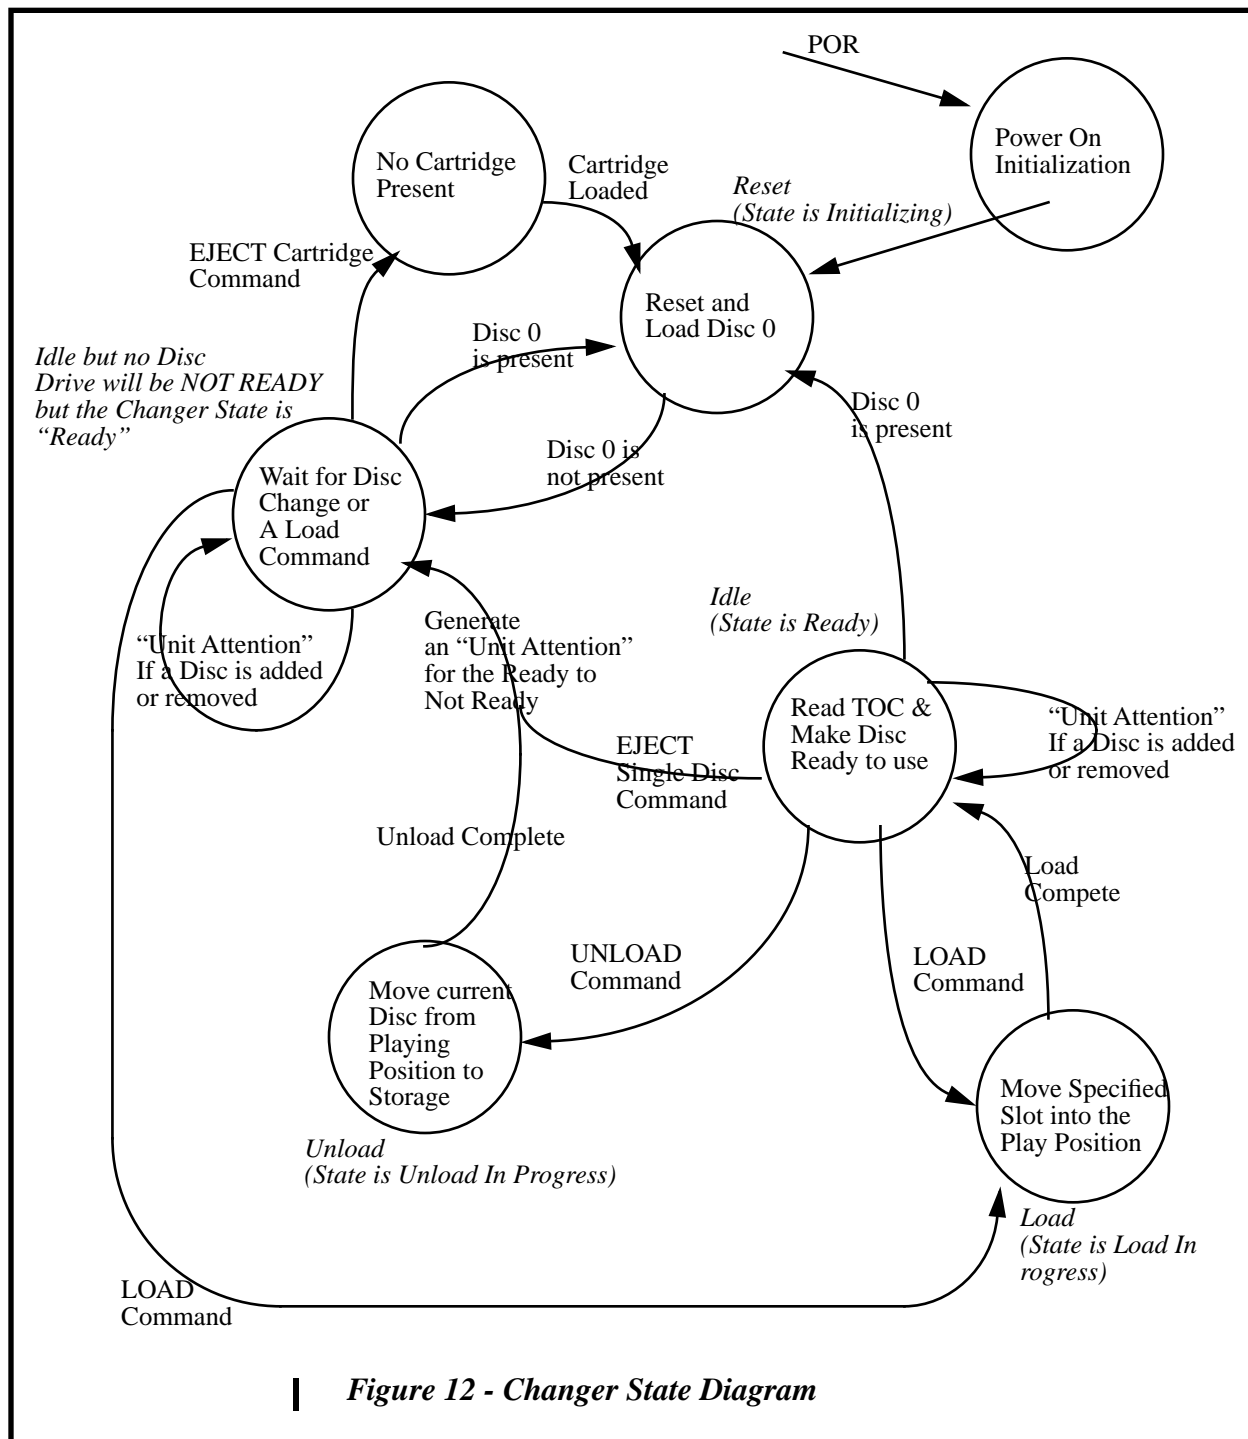 POR
Power On
Initialization
No Cartridge
Present
Cartridge
Loaded
Reset
(State is Initializing)
EJECT Cartridge
Command
Reset and
Load Disc 0
Disc 0
is present
Idle but no Disc
Drive will be NOT READY
but the Changer State is
“Ready”
Disc 0
is present
Disc 0 is
not present
Wait for Disc
Change or
A Load
Command
Idle
(State is Ready)
“Unit Attention”
If a Disc is added
or removed
Generate
an “Unit Attention”
for the Ready to
Not Ready
Read TOC &
Make Disc
Ready to use
“Unit Attention”
If a Disc is added
or removed
EJECT
Single Disc
Command
Unload Complete
Load
Compete
UNLOAD
Command
LOAD
Command
Move current
Disc from
Playing
Position to
Storage
Move Specified
Slot into the
Play Position
Unload
(State is Unload In Progress)
Load
(State is Load In
rogress)
LOAD
Command
Figure 12 - Changer State Diagram